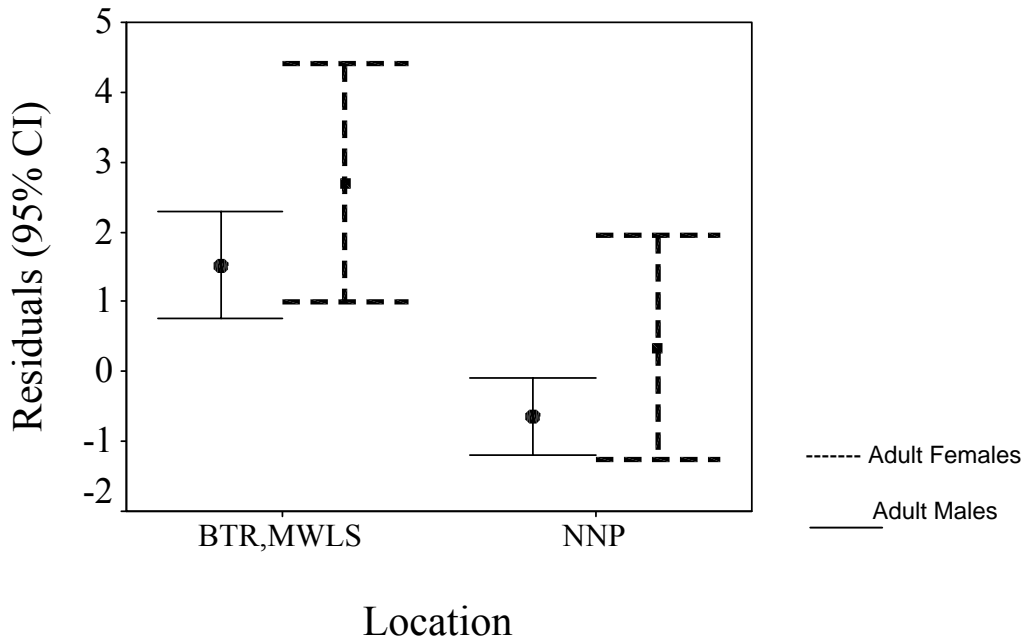 Residuals (95% CI)
5
4
3
2
1
0
-1
-2
BTR,MWLS
NNP
Location
Adult Females
Adult Males